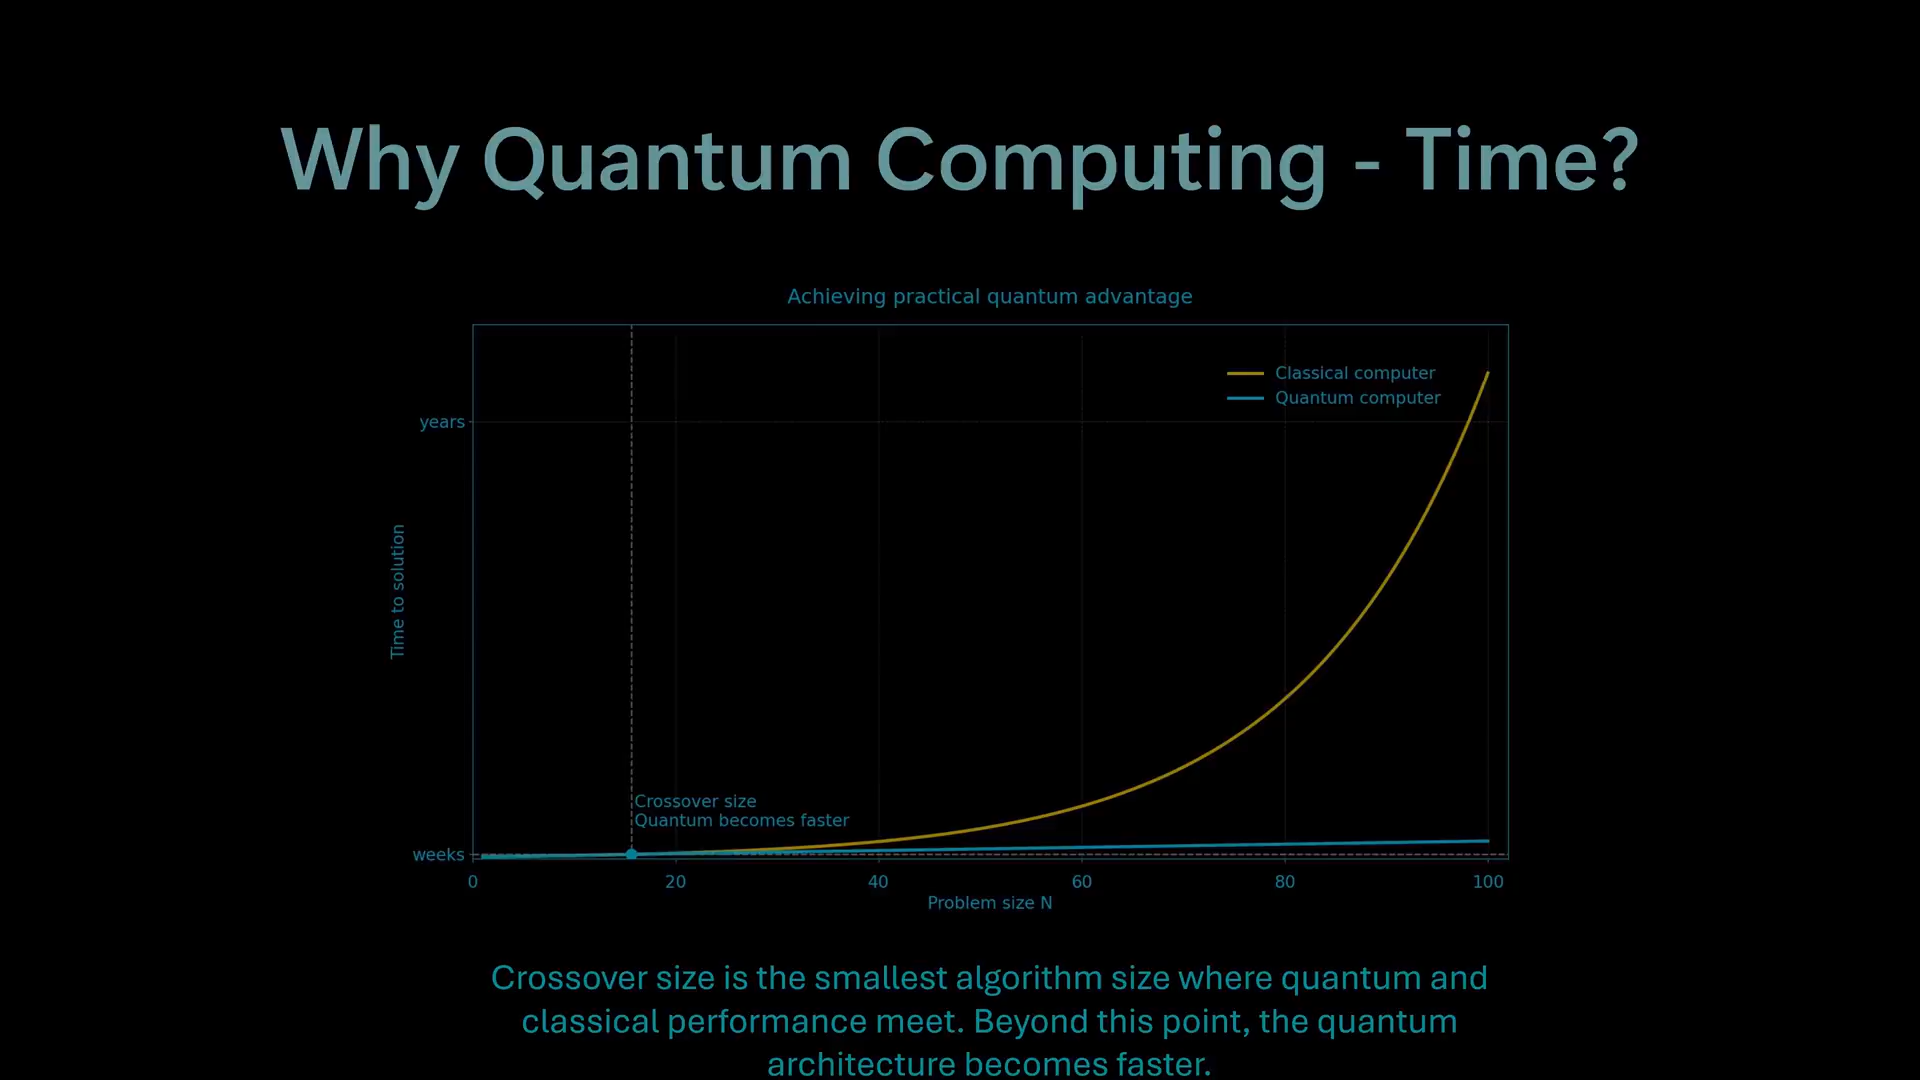 Why Quantum Computing - Time?
Achieving practical quantum advantage
Classical computer
Quantum computer
years
Time to solution
Crossover size
Quantum becomes faster
weeks
0 20 40 60 80 100
Problem size N
Crossover size is the smallest algorithm size where quantum and
classical performance meet. Beyond this point, the quantum
architecture becomes faster.